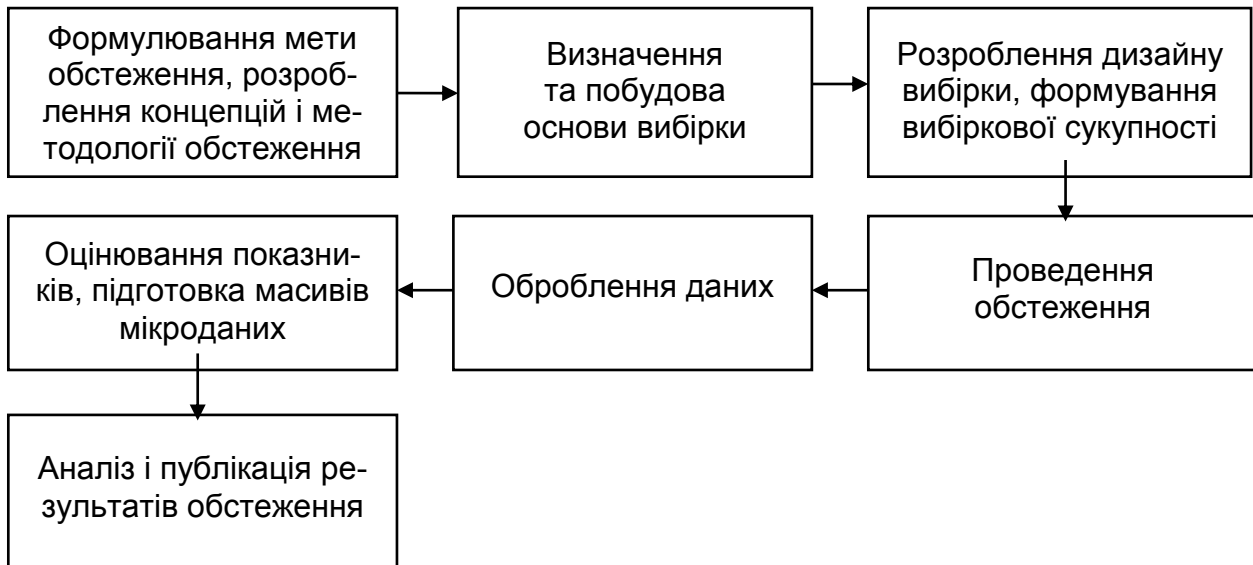 Формулювання мети
обстеження, розроб-
лення концепцій і ме-
тодології обстеження
Визначення
та побудова
основи вибірки
Розроблення дизайну
вибірки, формування
вибіркової сукупності
Проведення
обстеження
Оброблення даних
Оцінювання показни-
ків, підготовка масивів
мікроданих
Аналіз і публікація ре-
зультатів обстеження